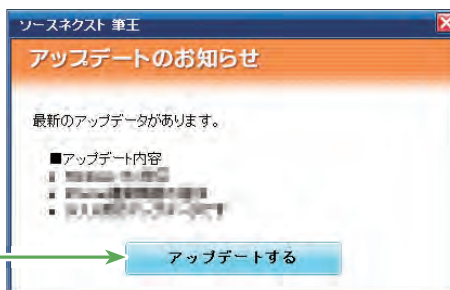 ソースネクスト 筆王
アップデートのお知らせ
最新のアップデータがあります。
■アップデート内容
アップデートする